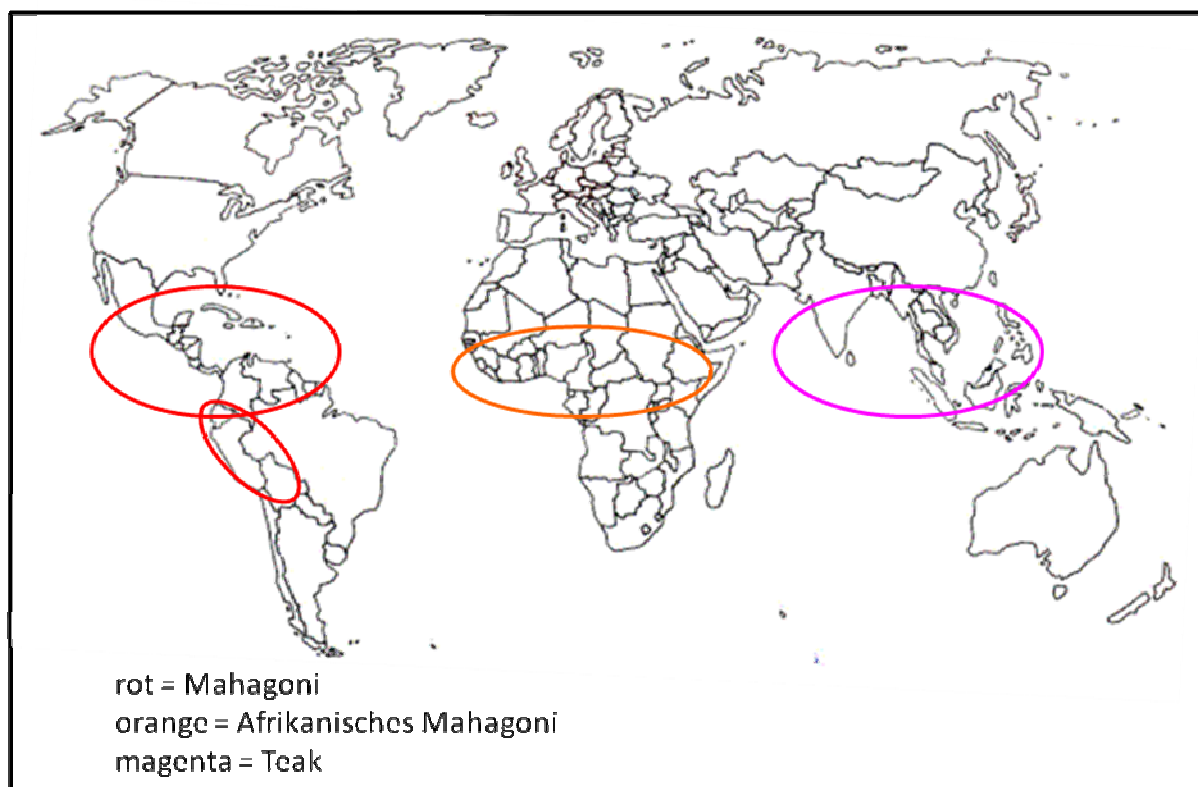 rot = Mahagoni
orange = Afrikanisches Mahagoni
magenta = Teak